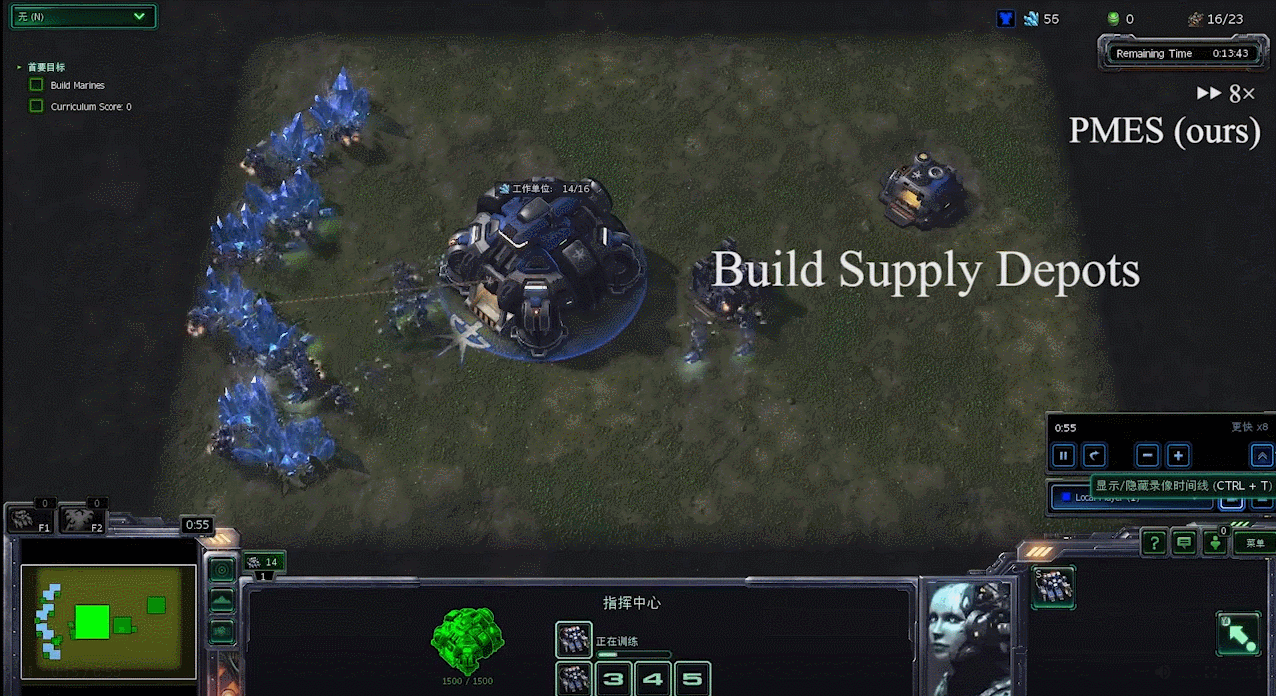 无 (N)
55
0
16/23
Remaining Time 0:13:43
首要目标
Build Marines
Curriculum Score: 0
8×
PMES (ours)
工作单位: 14/16
Build Supply Depots
0:55
更快 x8
显示/隐藏录像时间线 (CTRL + T)
Local Player (1)
0
0
F1
F2
0:55
14
1
0
?
菜单
指挥中心
S
正在训练
3
4
5
1500 / 1500